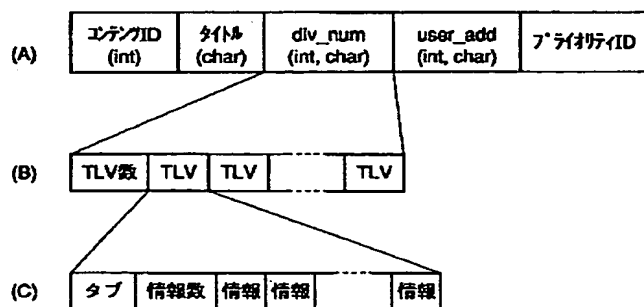 (A) コンテンツID (int) タイトル (char) div_num (int, char) user_add (int, char) プライオリティID
(B) TLV数 TLV TLV TLV
(C) タブ 情報数 情報 情報 情報